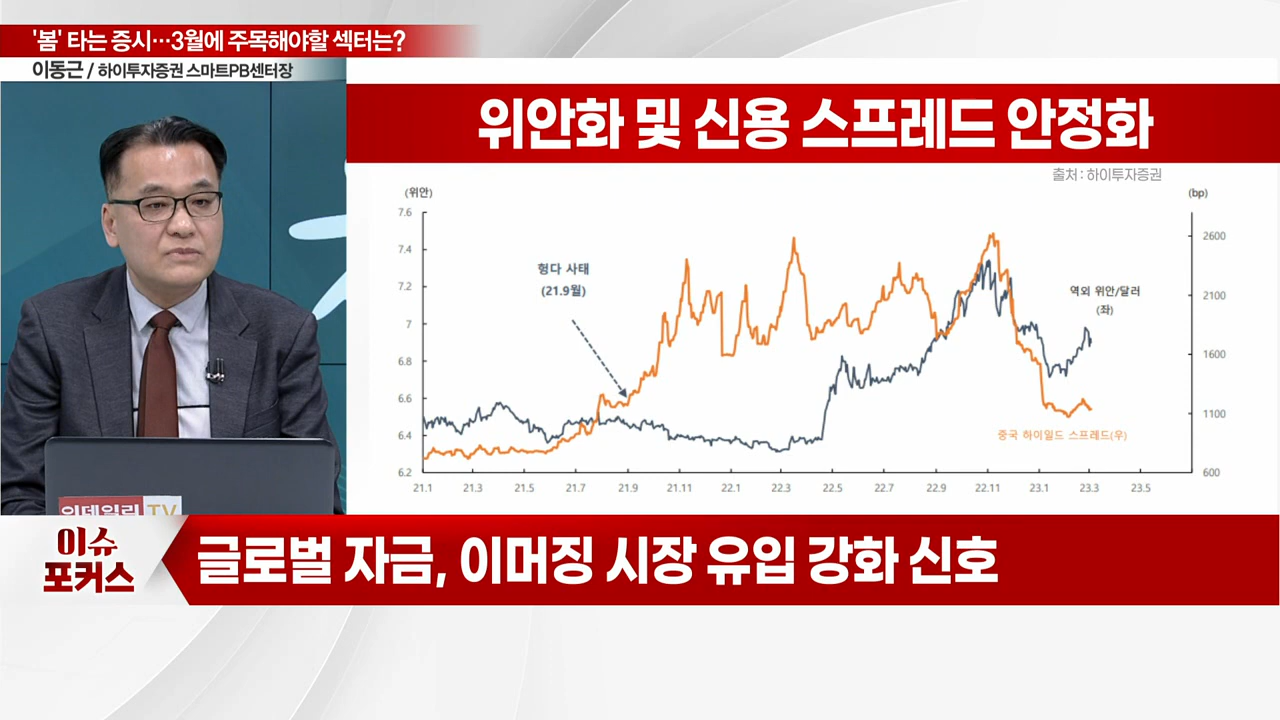 '봄' 타는 증시…3월에 주목해야할 섹터는?
이동근 / 하이투자증권 스마트PB센터장
위안화 및 신용 스프레드 안정화
출처 : 하이투자증권
(위안)
(bp)
7.6
7.4
7.2
7
6.8
6.6
6.4
6.2
2600
2100
1600
1100
600
헝다 사태
(21.9월)
역외 위안/달러
(좌)
중국 하이일드 스프레드(우)
21.1 21.3 21.5 21.7 21.9 21.11 22.1 22.3 22.5 22.7 22.9 22.11 23.1 23.3 23.5
이데일리 TV
이슈
포커스
글로벌 자금, 이머징 시장 유입 강화 신호